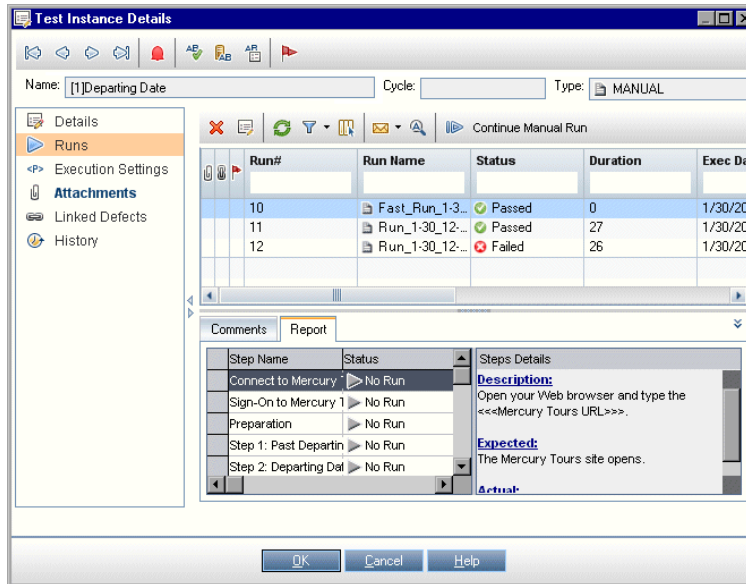 Test Instance Details
Name: [1]Departing Date Cycle: Type: MANUAL
Details
Runs
<P> Execution Settings
Attachments
Linked Defects
History
Continue Manual Run
Run# Run Name Status Duration Exec Da
10 Fast_Run_1-3... Passed 0 1/30/20
11 Run_1-30_12-... Passed 27 1/30/20
12 Run_1-30_12-... Failed 26 1/30/20
Comments Report
Step Name Status
Connect to Mercury No Run
Sign-On to Mercury T No Run
Preparation No Run
Step 1: Past Departin No Run
Step 2: Departing Dat No Run
Steps Details
Description:
Open your Web browser and type the
<<<Mercury Tours URL>>>.
Expected:
The Mercury Tours site opens.
Actual:
OK Cancel Help